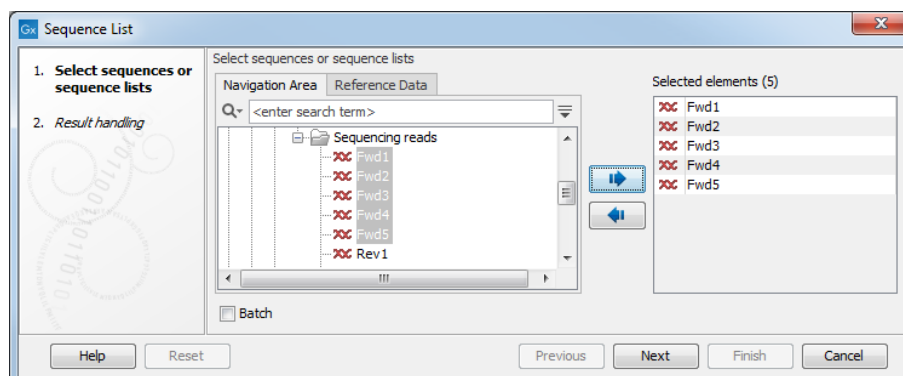 Gx Sequence List
Select sequences or sequence lists
1. Select sequences or
sequence lists
2. Result handling
Navigation Area Reference Data
<enter search term>
Sequencing reads
Fwd1
Fwd2
Fwd3
Fwd4
Fwd5
Rev1
Batch
Selected elements (5)
Fwd1
Fwd2
Fwd3
Fwd4
Fwd5
Help Reset Previous Next Finish Cancel